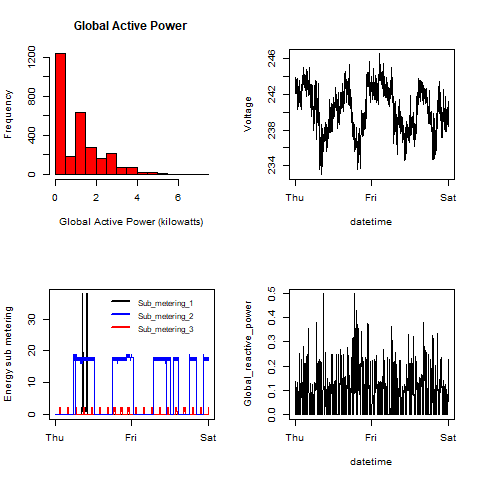 Global Active Power
Frequency
0 400 800 1200
0 2 4 6
Global Active Power (kilowatts)
Voltage
234 238 242 246
Thu Fri Sat
datetime
Energy sub metering
0 10 20 30
Sub_metering_1
Sub_metering_2
Sub_metering_3
Thu Fri Sat
Global_reactive_power
0.0 0.1 0.2 0.3 0.4 0.5
Thu Fri Sat
datetime